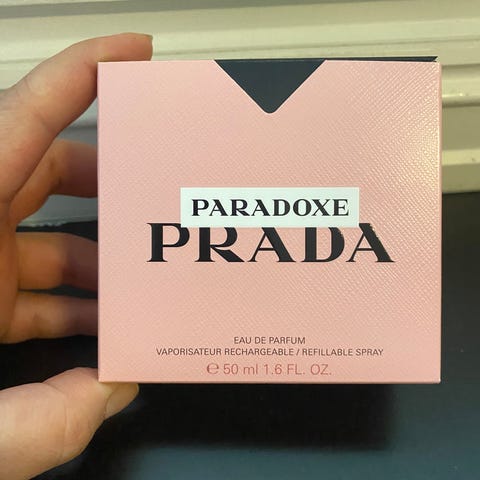 PARADOXE
PRADA
EAU DE PARFUM
VAPORISATEUR RECHARGEABLE / REFILLABLE SPRAY
℮ 50 ml 1.6 FL. OZ.